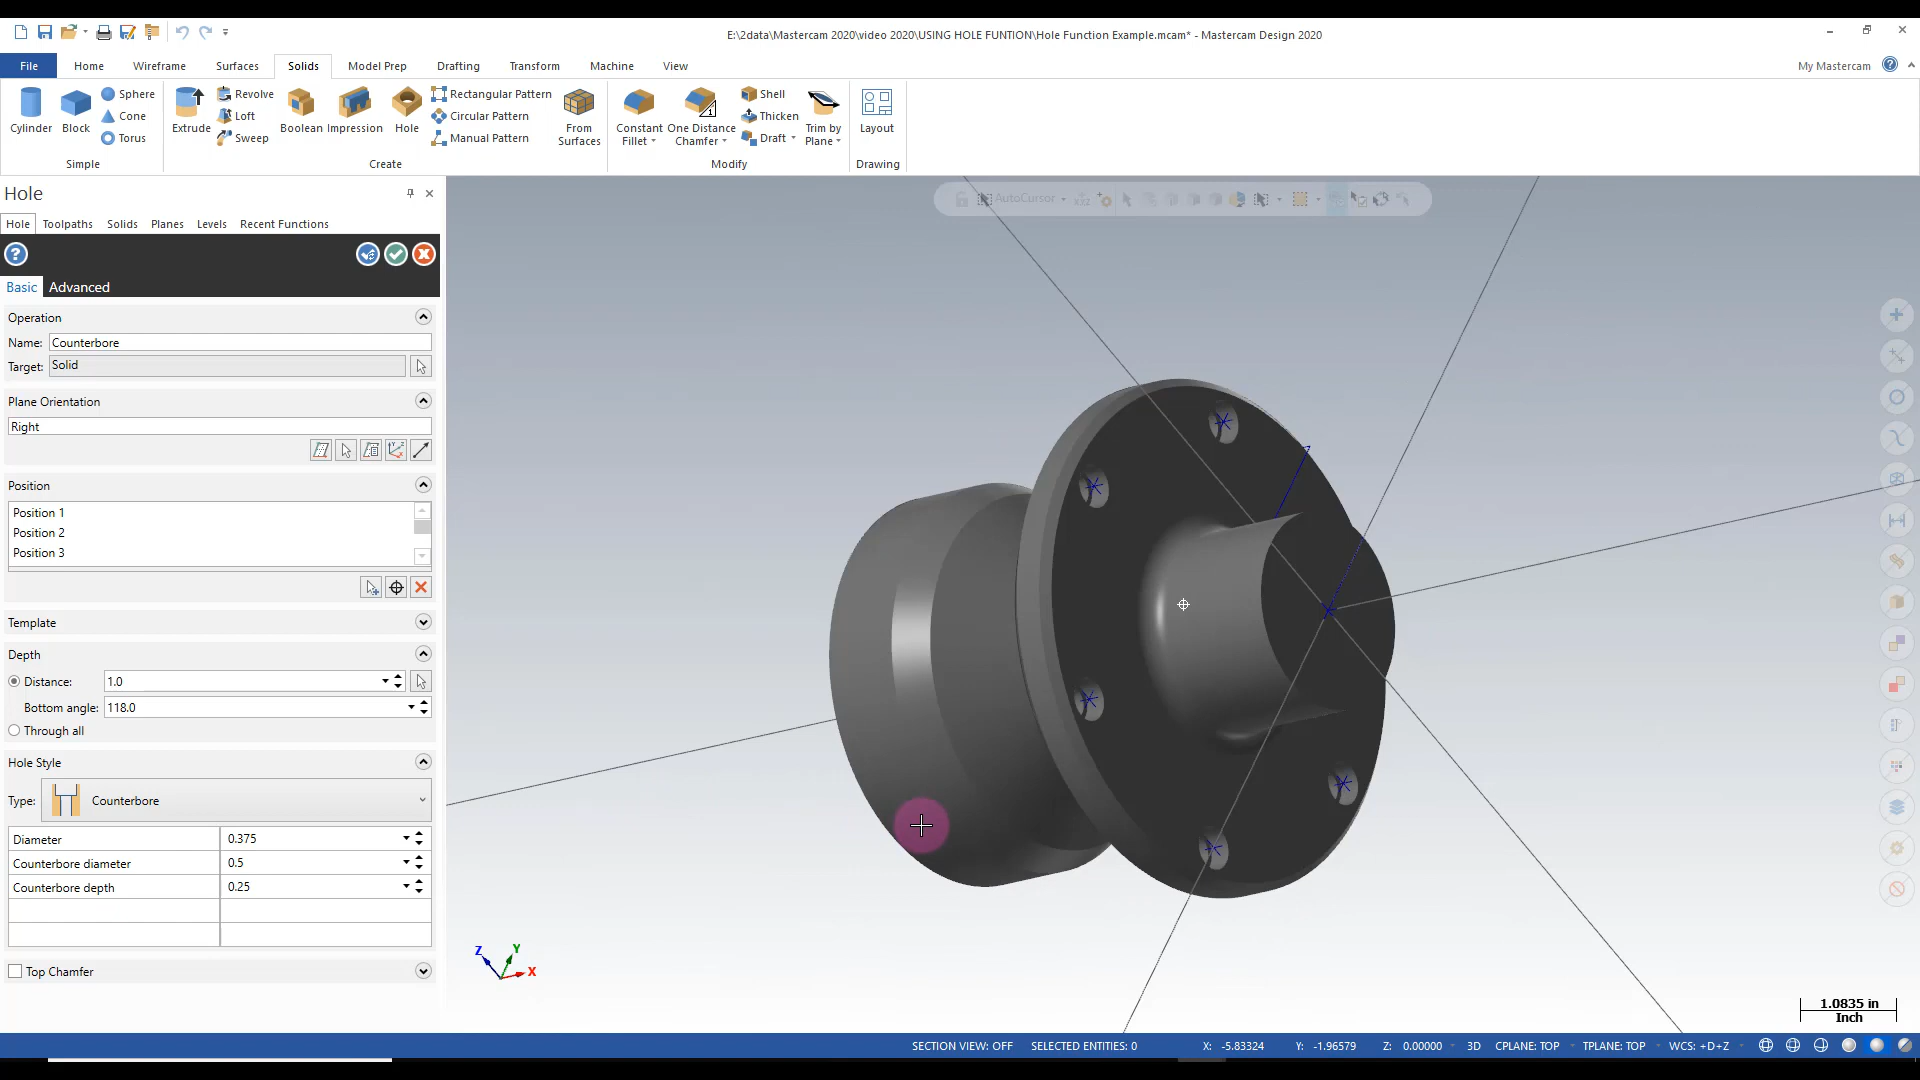 E:\2data\Mastercam 2020\video 2020\USING HOLE FUNTION\Hole Function Example.mcam* - Mastercam Design 2020
File Home Wireframe Surfaces Solids Model Prep Drafting Transform Machine View My Mastercam
Cylinder Block Sphere Cone Torus
Simple
Extrude Revolve Loft Sweep Boolean Impression Hole Rectangular Pattern Circular Pattern Manual Pattern From Surfaces
Create
Constant Fillet One Distance Chamfer Shell Thicken Draft Trim by Plane
Modify
Layout
Drawing
Hole
Hole Toolpaths Solids Planes Levels Recent Functions
Basic Advanced
Operation
Name: Counterbore
Target: Solid
Plane Orientation
Right
Position
Position 1
Position 2
Position 3
Template
Depth
Distance: 1.0
Bottom angle: 118.0
Through all
Hole Style
Type: Counterbore
Diameter 0.375
Counterbore diameter 0.5
Counterbore depth 0.25
Top Chamfer
AutoCursor
Z Y X
1.0835 in
Inch
SECTION VIEW: OFF SELECTED ENTITIES: 0 X: -5.83324 Y: -1.96579 Z: 0.00000 3D CPLANE: TOP TPLANE: TOP WCS: +D+Z